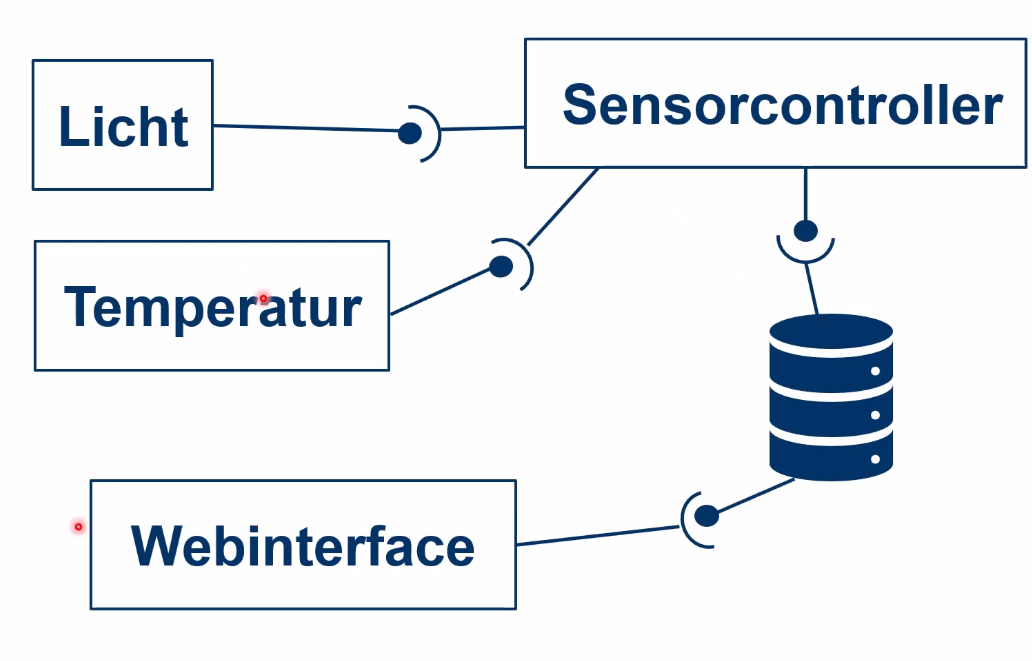 Licht
Sensorcontroller
Temperatur
Webinterface